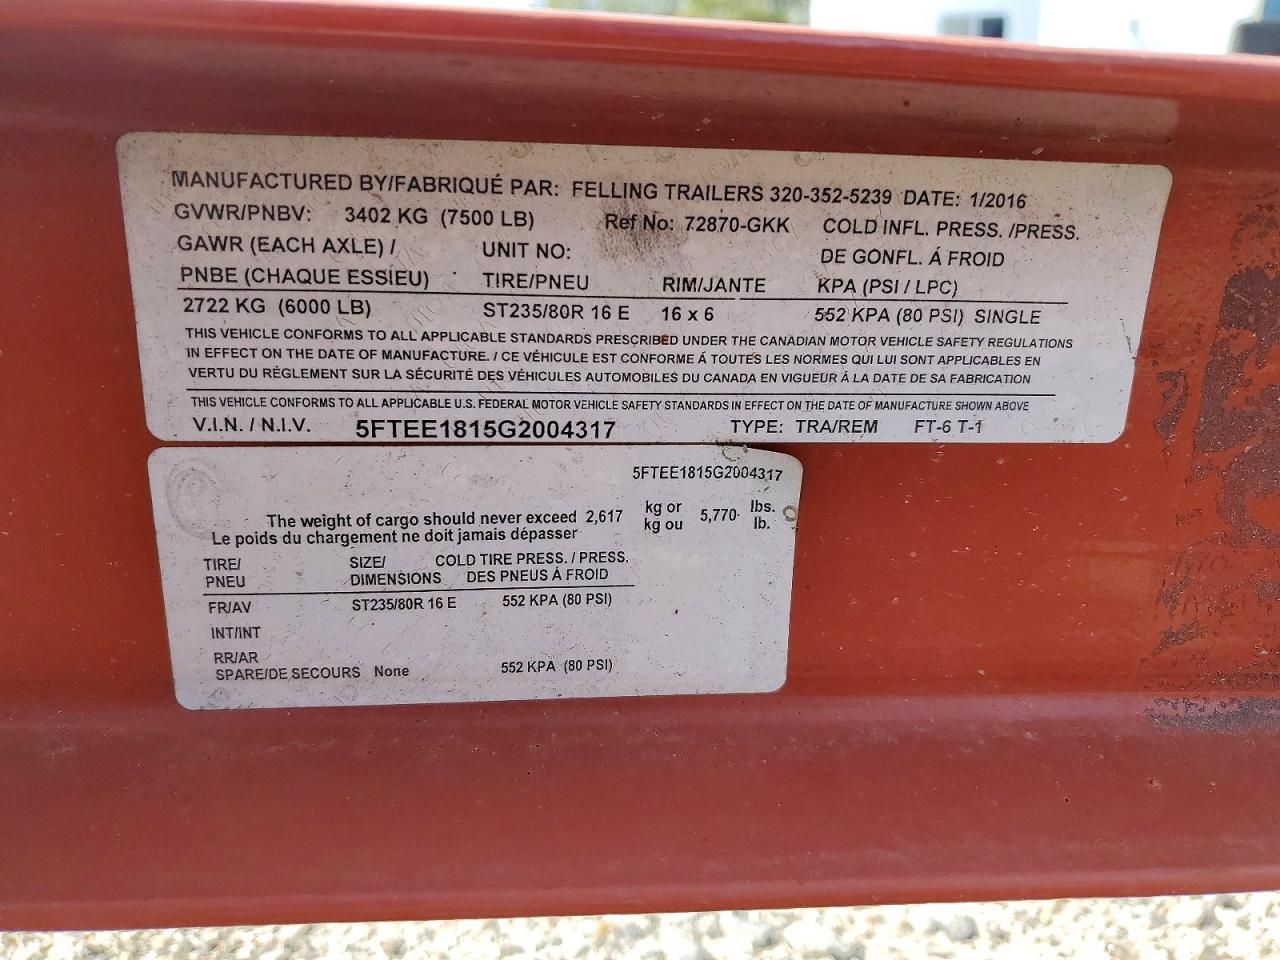 MANUFACTURED BY/FABRIQUÉ PAR: FELLING TRAILERS 320-352-5239 DATE: 1/2016
GVWR/PNBV: 3402 KG (7500 LB) Ref No: 72870-GKK COLD INFL. PRESS. /PRESS.
GAWR (EACH AXLE) / UNIT NO: DE GONFL. Á FROID
PNBE (CHAQUE ESSIEU) TIRE/PNEU RIM/JANTE KPA (PSI / LPC)
2722 KG (6000 LB) ST235/80R 16 E 16 x 6 552 KPA (80 PSI) SINGLE
THIS VEHICLE CONFORMS TO ALL APPLICABLE STANDARDS PRESCRIBED UNDER THE CANADIAN MOTOR VEHICLE SAFETY REGULATIONS
IN EFFECT ON THE DATE OF MANUFACTURE. / CE VÉHICULE EST CONFORME Á TOUTES LES NORMES QUI LUI SONT APPLICABLES EN
VERTU DU RÉGLEMENT SUR LA SÉCURITÉ DES VÉHICULES AUTOMOBILES DU CANADA EN VIGUEUR Á LA DATE DE SA FABRICATION
THIS VEHICLE CONFORMS TO ALL APPLICABLE U.S. FEDERAL MOTOR VEHICLE SAFETY STANDARDS IN EFFECT ON THE DATE OF MANUFACTURE SHOWN ABOVE
V.I.N. / N.I.V. 5FTEE1815G2004317 TYPE: TRA/REM FT-6 T-1
5FTEE1815G2004317
The weight of cargo should never exceed 2,617 kg or 5,770 lbs.
Le poids du chargement ne doit jamais dépasser kg ou lb.
TIRE/ SIZE/ COLD TIRE PRESS. / PRESS.
PNEU DIMENSIONS DES PNEUS Á FROID
FR/AV ST235/80R 16 E 552 KPA (80 PSI)
INT/INT
RR/AR
SPARE/DE SECOURS None 552 KPA (80 PSI)